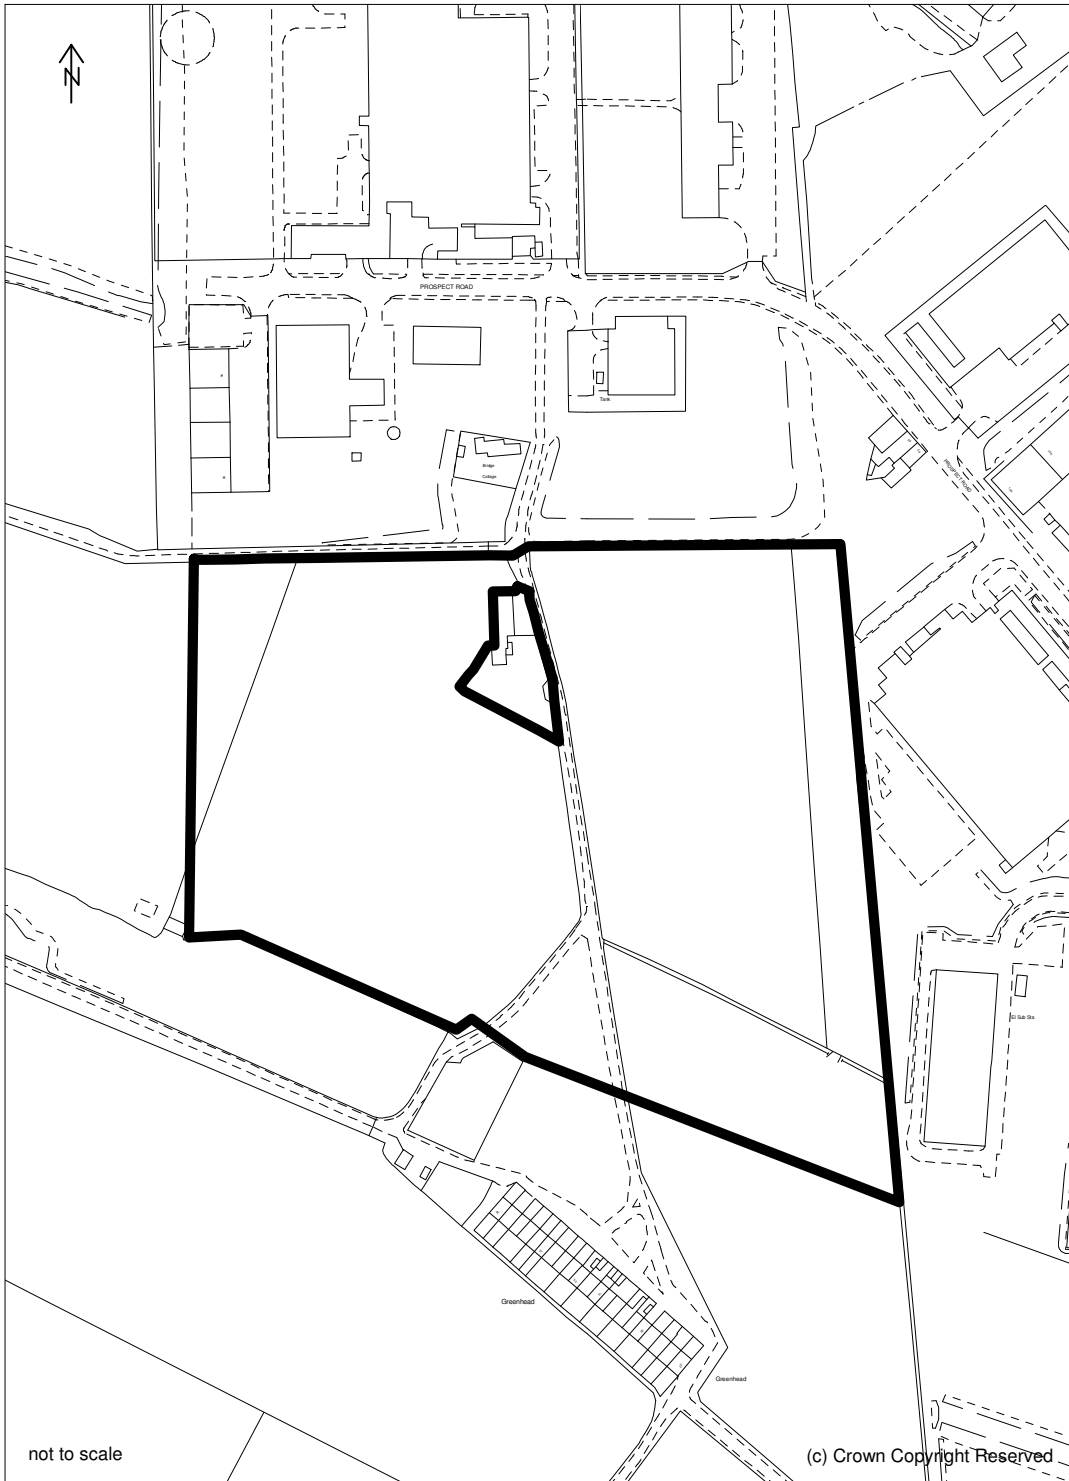 N
PROSPECT ROAD
Tank
Bridge
Cottage
PROSPECT ROAD
El Sub Sta
Greenhead
Greenhead
not to scale
(c) Crown Copyright Reserved